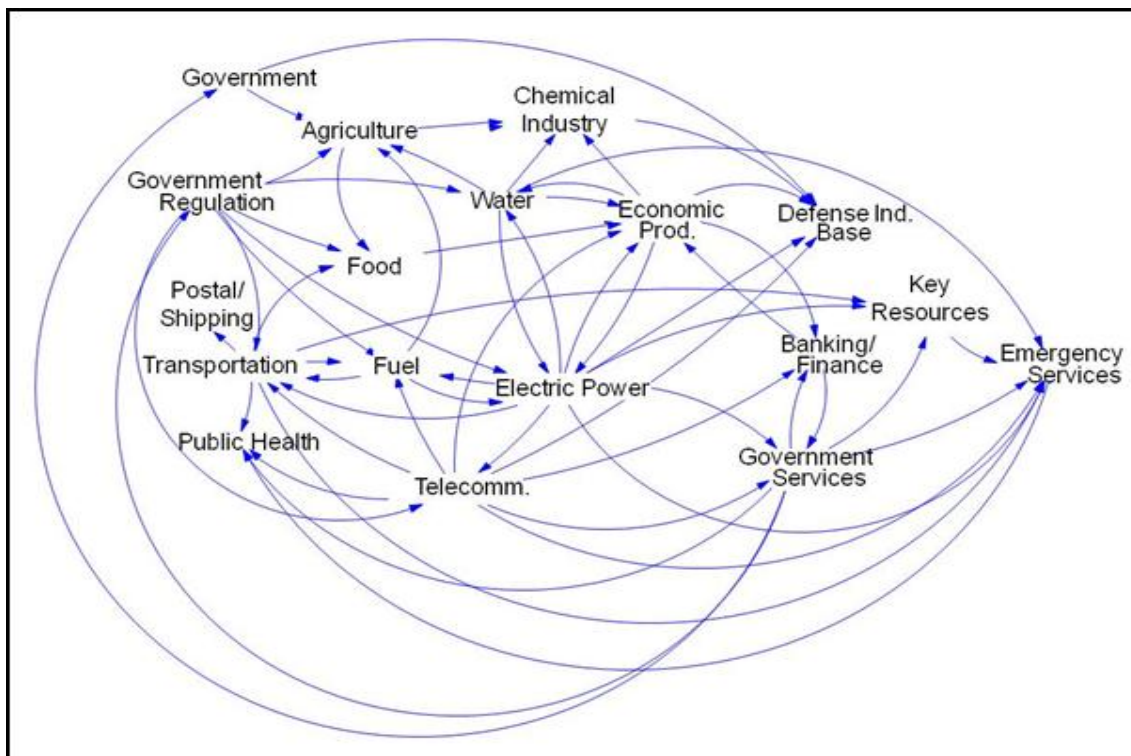 Government
Chemical
Industry
Agriculture
Government
Regulation
Water
Economic
Prod.
Defense Ind.
Base
Food
Postal/
Shipping
Key
Resources
Transportation
Fuel
Electric Power
Banking/
Finance
Emergency
Services
Public Health
Telecomm.
Government
Services